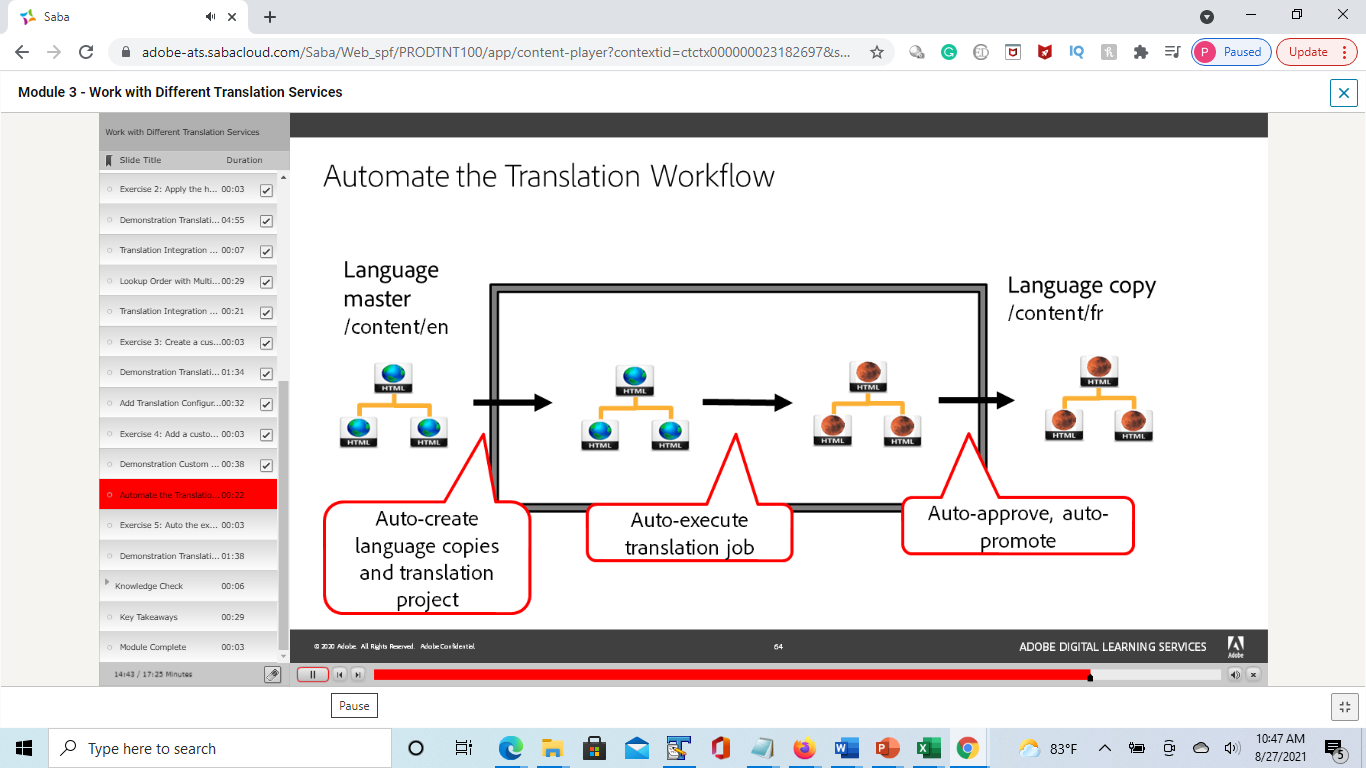 Saba
adobe-ats.sabacloud.com/Saba/Web_spf/PRODTNT100/app/content-player?contextid=ctctx0000000231826978&s...
IQ
P Paused
Update
Module 3 - Work with Different Translation Services
Work with Different Translation Services
Slide Title Duration
Exercise 2: Apply the h... 00:03
Demonstration Translati... 04:55
Translation Integration ... 00:07
Lookup Order with Multi... 00:29
Translation Integration ... 00:21
Exercise 3: Create a cus... 00:03
Demonstration Translati... 01:34
Add Translation Configur... 00:32
Exercise 4: Add a custo... 00:03
Demonstration Custom ... 00:38
Automate the Translatio... 00:22
Exercise 5: Auto the ex... 00:03
Demonstration Translati... 01:38
Knowledge Check 00:06
Key Takeaways 00:29
Module Complete 00:03
14:43 / 17:25 Minutes
Automate the Translation Workflow
Language
master
/content/en
HTML
HTML HTML
HTML
HTML HTML
HTML
HTML HTML
Language copy
/content/fr
HTML
HTML HTML
Auto-create
language copies
and translation
project
Auto-execute
translation job
Auto-approve, auto-
promote
© 2020 Adobe. All Rights Reserved. Adobe Confidential.
64
ADOBE DIGITAL LEARNING SERVICES
Adobe
Pause
Type here to search
83°F
10:47 AM
8/27/2021
5